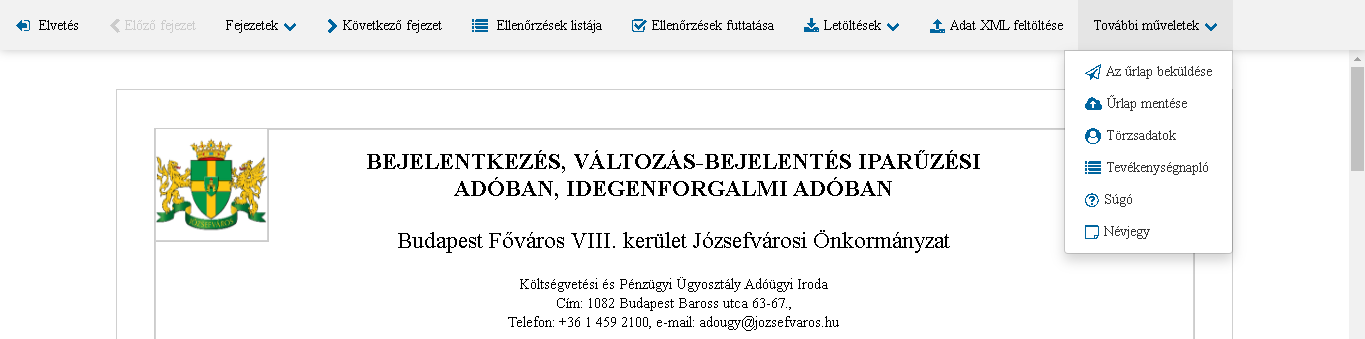 Elvetés
Előző fejezet
Fejezetek
Következő fejezet
Ellenőrzések listája
Ellenőrzések futtatása
Letöltések
Adat XML feltöltése
További műveletek
Az űrlap beküldése
Űrlap mentése
Törzsadatok
Tevékenységnapló
Súgó
Névjegy
JÓZSEFVÁROS
BEJELENTKEZÉS, VÁLTOZÁS-BEJELENTÉS IPARŰZÉSI
ADÓBAN, IDEGENFORGALMI ADÓBAN
Budapest Főváros VIII. kerület Józsefvárosi Önkormányzat
Költségvetési és Pénzügyi Ügyosztály Adóügyi Iroda
Cím: 1082 Budapest Baross utca 63-67.,
Telefon: +36 1 459 2100, e-mail: adougy@jozsefvaros.hu